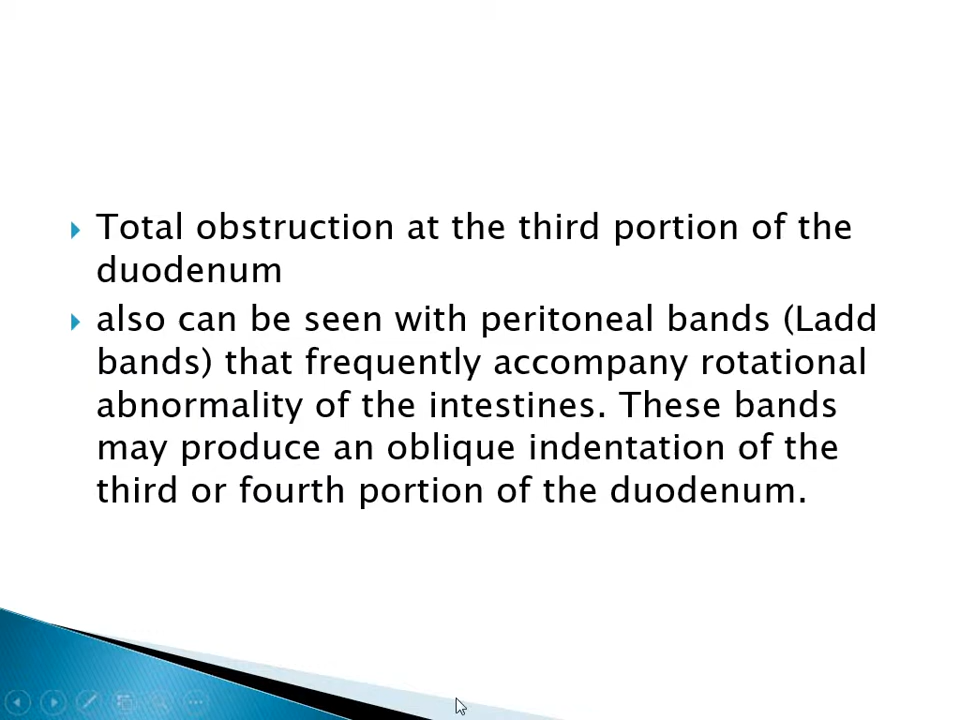 Total obstruction at the third portion of the
duodenum
also can be seen with peritoneal bands (Ladd
bands) that frequently accompany rotational
abnormality of the intestines. These bands
may produce an oblique indentation of the
third or fourth portion of the duodenum.